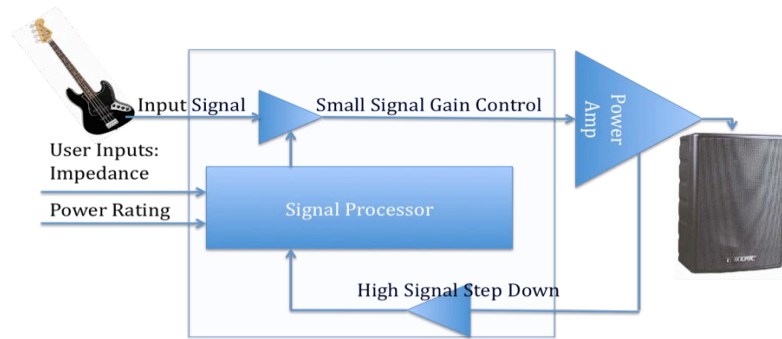 Input Signal
Small Signal Gain Control
Power
Amp
User Inputs:
Impedance
Power Rating
Signal Processor
High Signal Step Down